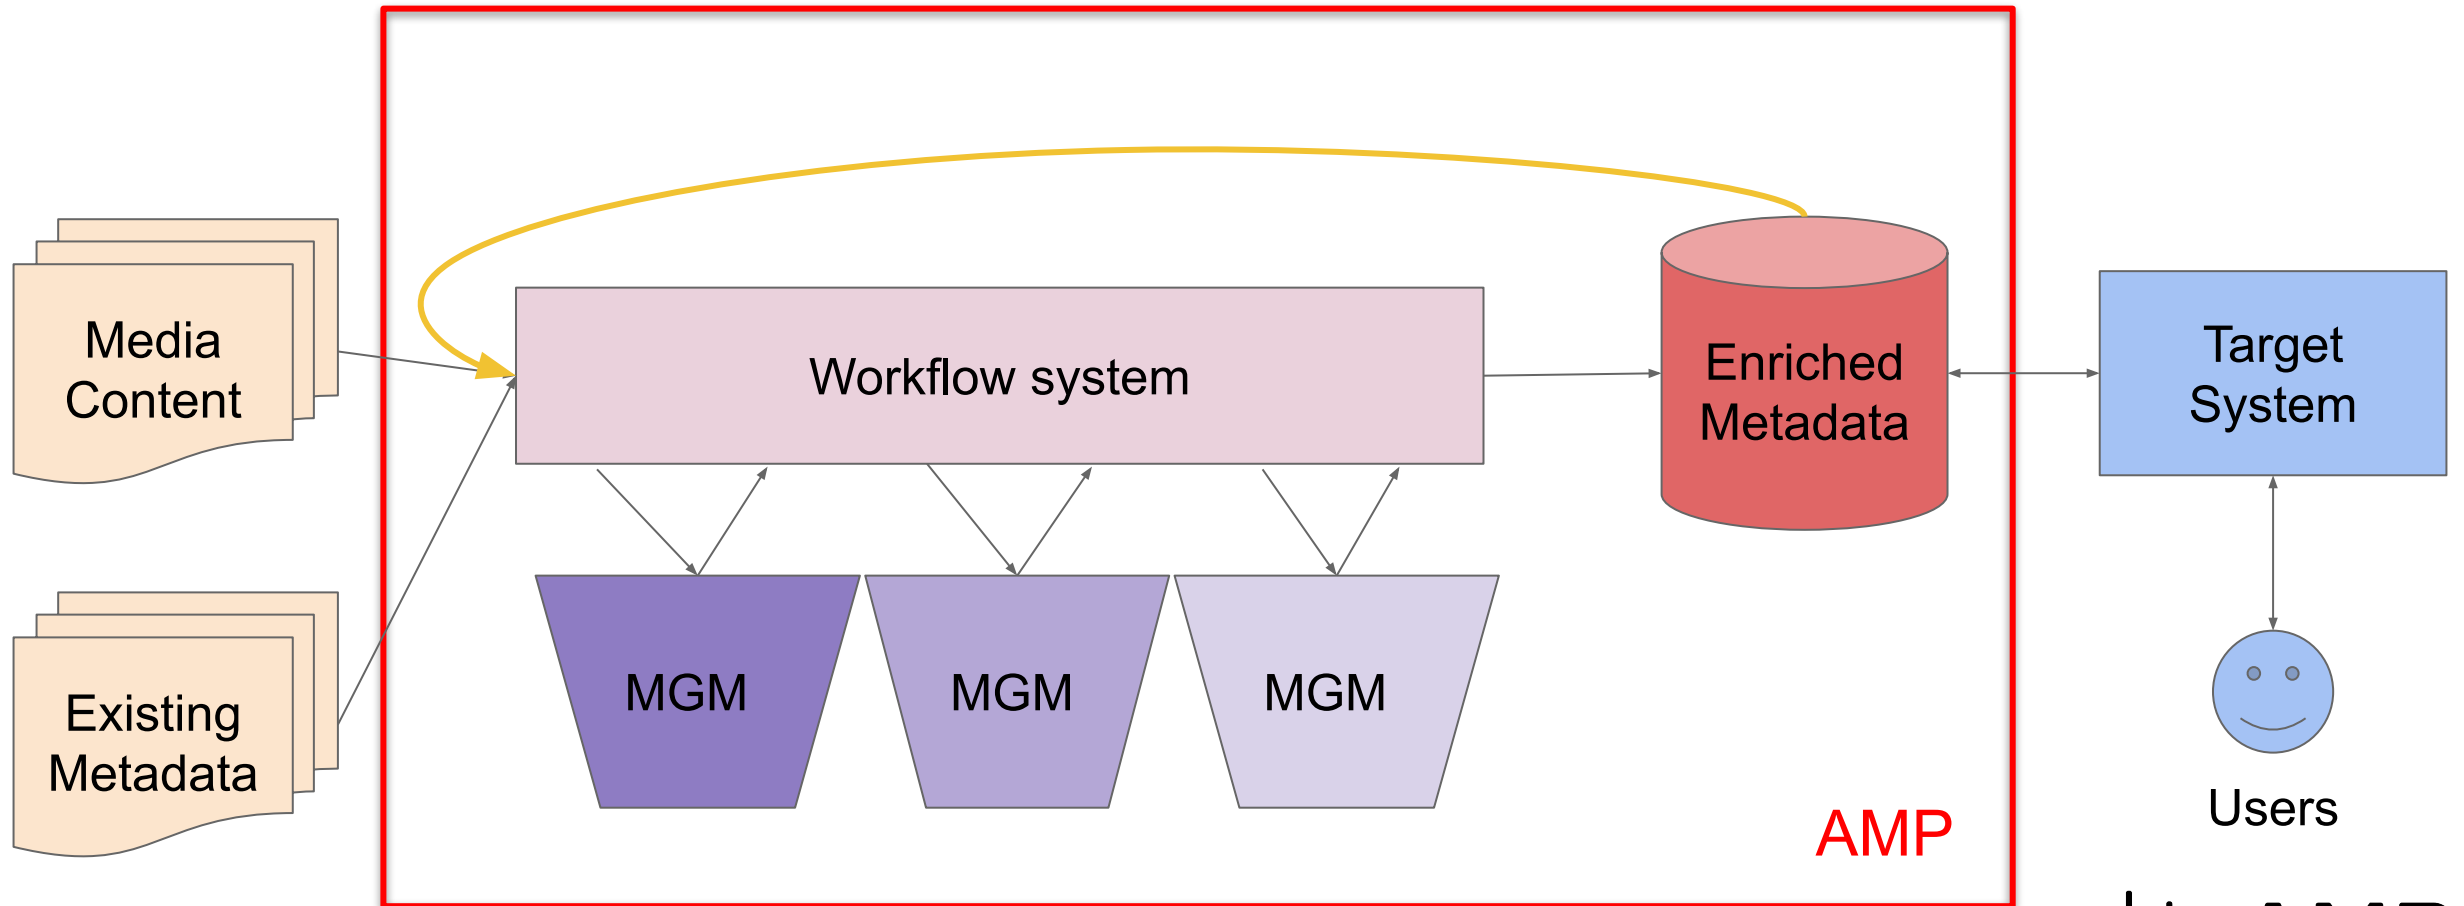 Media
Content
Existing
Metadata
Workflow system
MGM
MGM
MGM
Enriched
Metadata
AMP
Target
System
Users